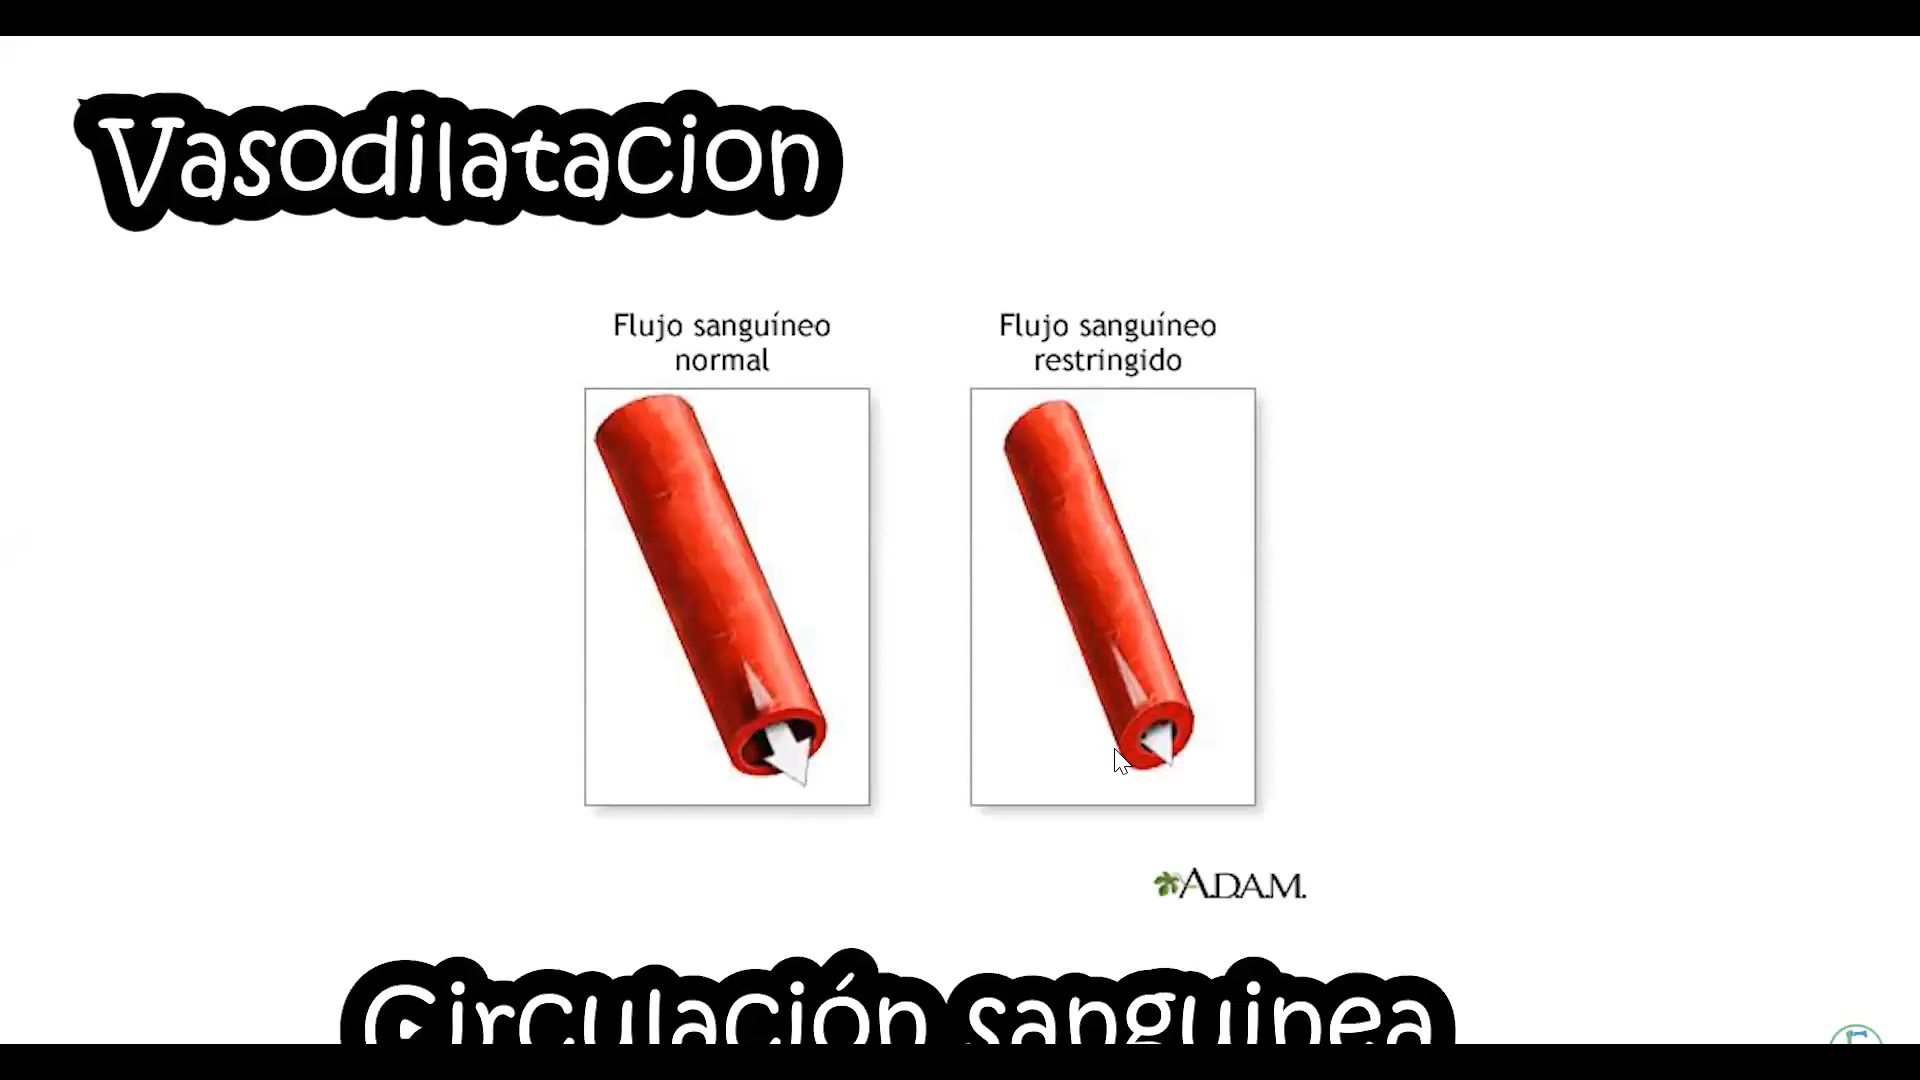 Vasodilatacion
Flujo sanguíneo
normal
Flujo sanguíneo
restringido
A.D.A.M.
Circulación sanguinea